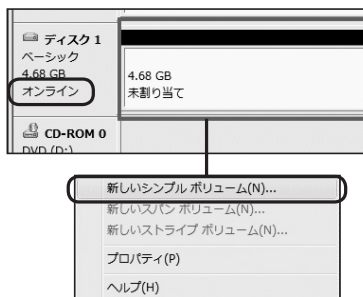 ディスク 1
ベーシック
4.68 GB
オンライン
4.68 GB
未割り当て
CD-ROM 0
DVD (D:)
新しいシンプル ボリューム(N)...
新しいスパン ボリューム(N)...
新しいストライプ ボリューム(N)...
プロパティ(P)
ヘルプ(H)